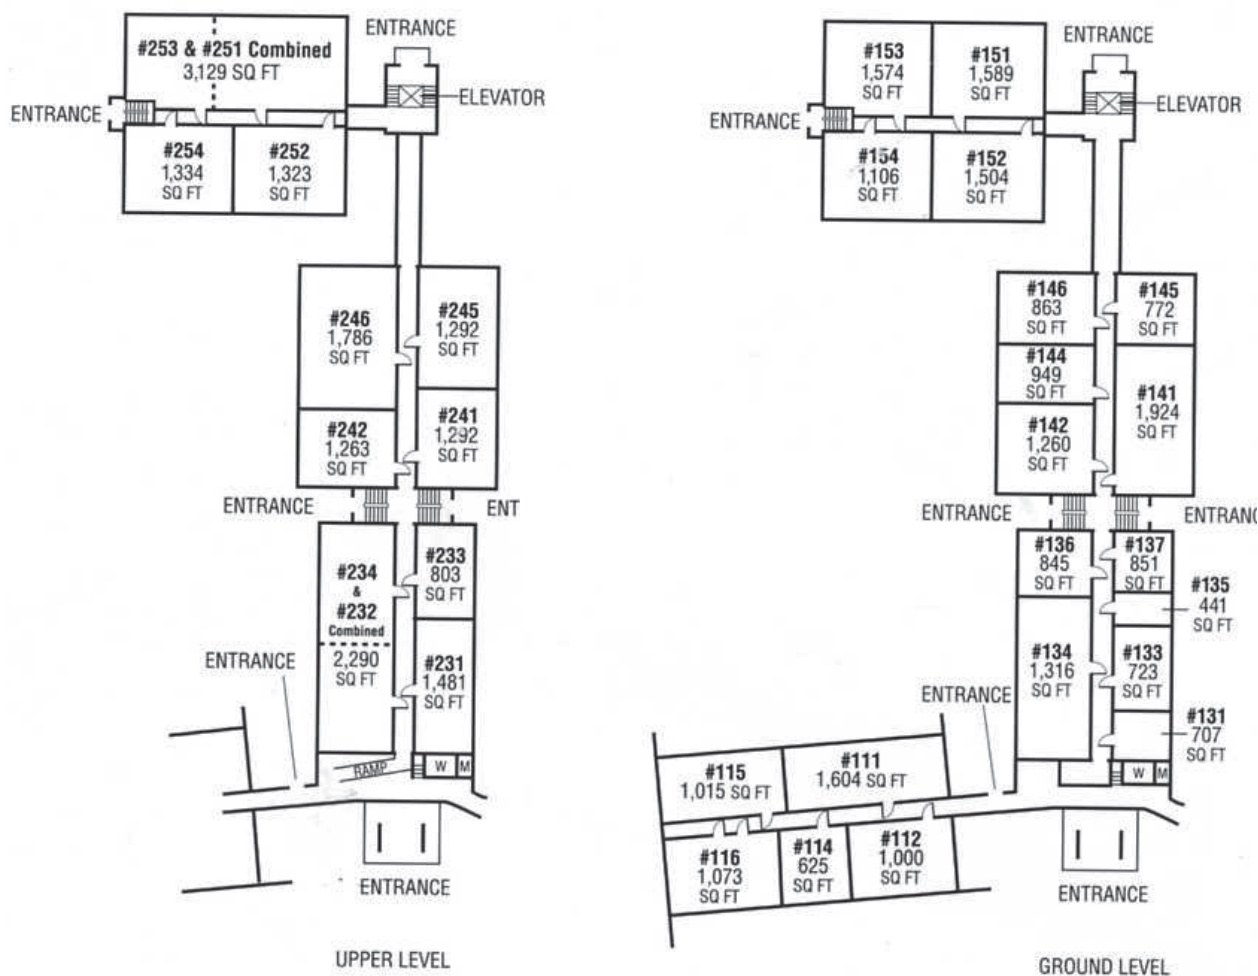 #253 & #251 Combined
3,129 SQ FT
ENTRANCE
ELEVATOR
ENTRANCE
#254
1,334
SQ FT
#252
1,323
SQ FT
#246
1,786
SQ FT
#245
1,292
SQ FT
#242
1,263
SQ FT
#241
1,292
SQ FT
ENTRANCE
ENT
#234
&
#232
Combined
2,290
SQ FT
#233
803
SQ FT
#231
1,481
SQ FT
ENTRANCE
RAMP
W
M
ENTRANCE
UPPER LEVEL
#153
1,574
SQ FT
#151
1,589
SQ FT
ENTRANCE
ELEVATOR
ENTRANCE
#154
1,106
SQ FT
#152
1,504
SQ FT
#146
863
SQ FT
#145
772
SQ FT
#144
949
SQ FT
#141
1,924
SQ FT
#142
1,260
SQ FT
ENTRANCE
ENTRANC
#136
845
SQ FT
#137
851
SQ FT
#135
441
SQ FT
#134
1,316
SQ FT
#133
723
SQ FT
#131
707
SQ FT
ENTRANCE
W
M
#115
1,015 SQ FT
#111
1,604 SQ FT
#116
1,073
SQ FT
#114
625
SQ FT
#112
1,000
SQ FT
ENTRANCE
GROUND LEVEL